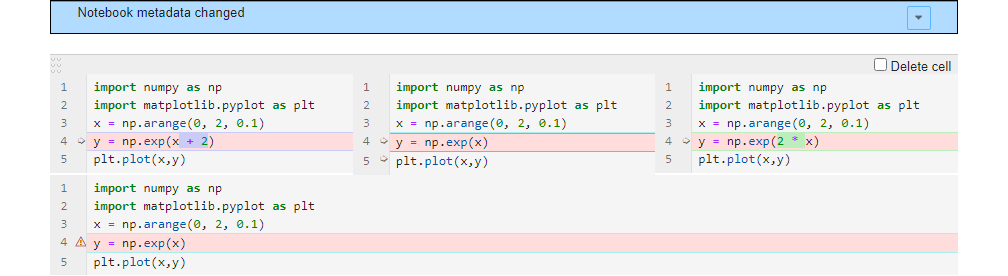 Notebook metadata changed
Delete cell
1 import numpy as np
2 import matplotlib.pyplot as plt
3 x = np.arange(0, 2, 0.1)
4 y = np.exp(x + 2)
5 plt.plot(x,y)
1 import numpy as np
2 import matplotlib.pyplot as plt
3 x = np.arange(0, 2, 0.1)
4 y = np.exp(x)
5 plt.plot(x,y)
1 import numpy as np
2 import matplotlib.pyplot as plt
3 x = np.arange(0, 2, 0.1)
4 y = np.exp(2 * x)
5 plt.plot(x,y)
1 import numpy as np
2 import matplotlib.pyplot as plt
3 x = np.arange(0, 2, 0.1)
4 y = np.exp(x)
5 plt.plot(x,y)